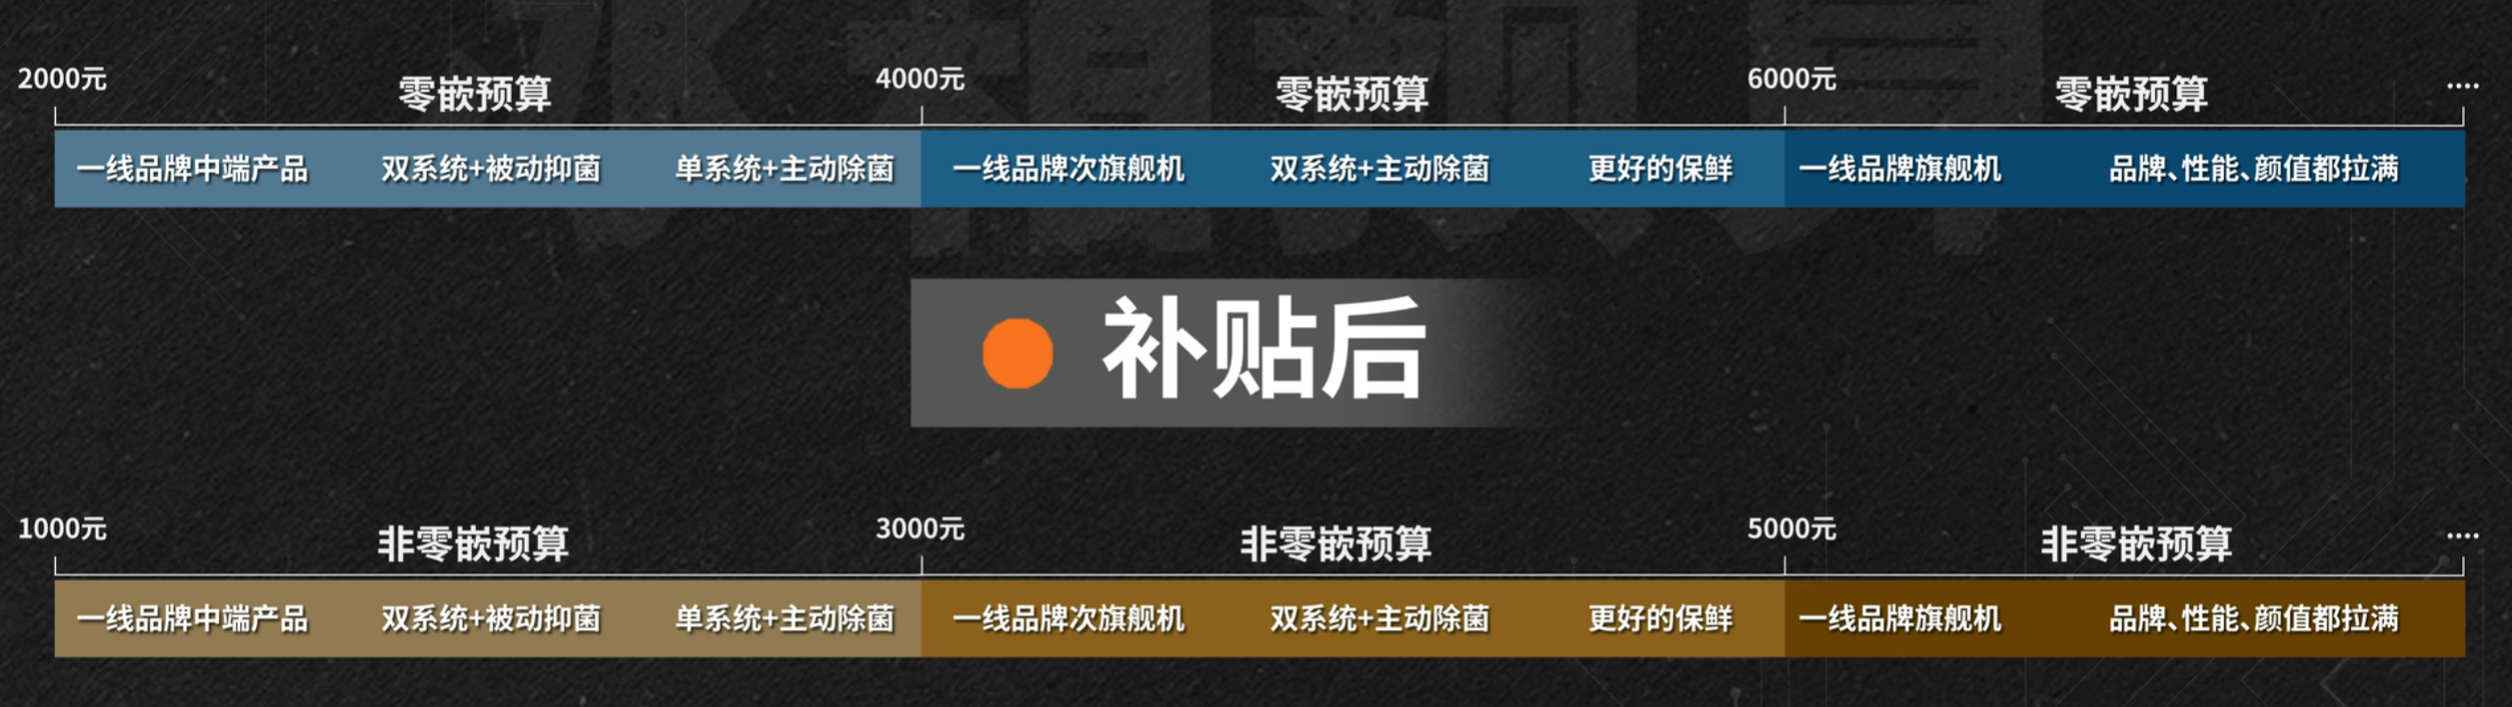 冰箱预算
2000元 零嵌预算 4000元 零嵌预算 6000元 零嵌预算 ....
一线品牌中端产品 双系统+被动抑菌 单系统+主动除菌 一线品牌次旗舰机 双系统+主动除菌 更好的保鲜 一线品牌旗舰机 品牌、性能、颜值都拉满
补贴后
1000元 非零嵌预算 3000元 非零嵌预算 5000元 非零嵌预算 ....
一线品牌中端产品 双系统+被动抑菌 单系统+主动除菌 一线品牌次旗舰机 双系统+主动除菌 更好的保鲜 一线品牌旗舰机 品牌、性能、颜值都拉满